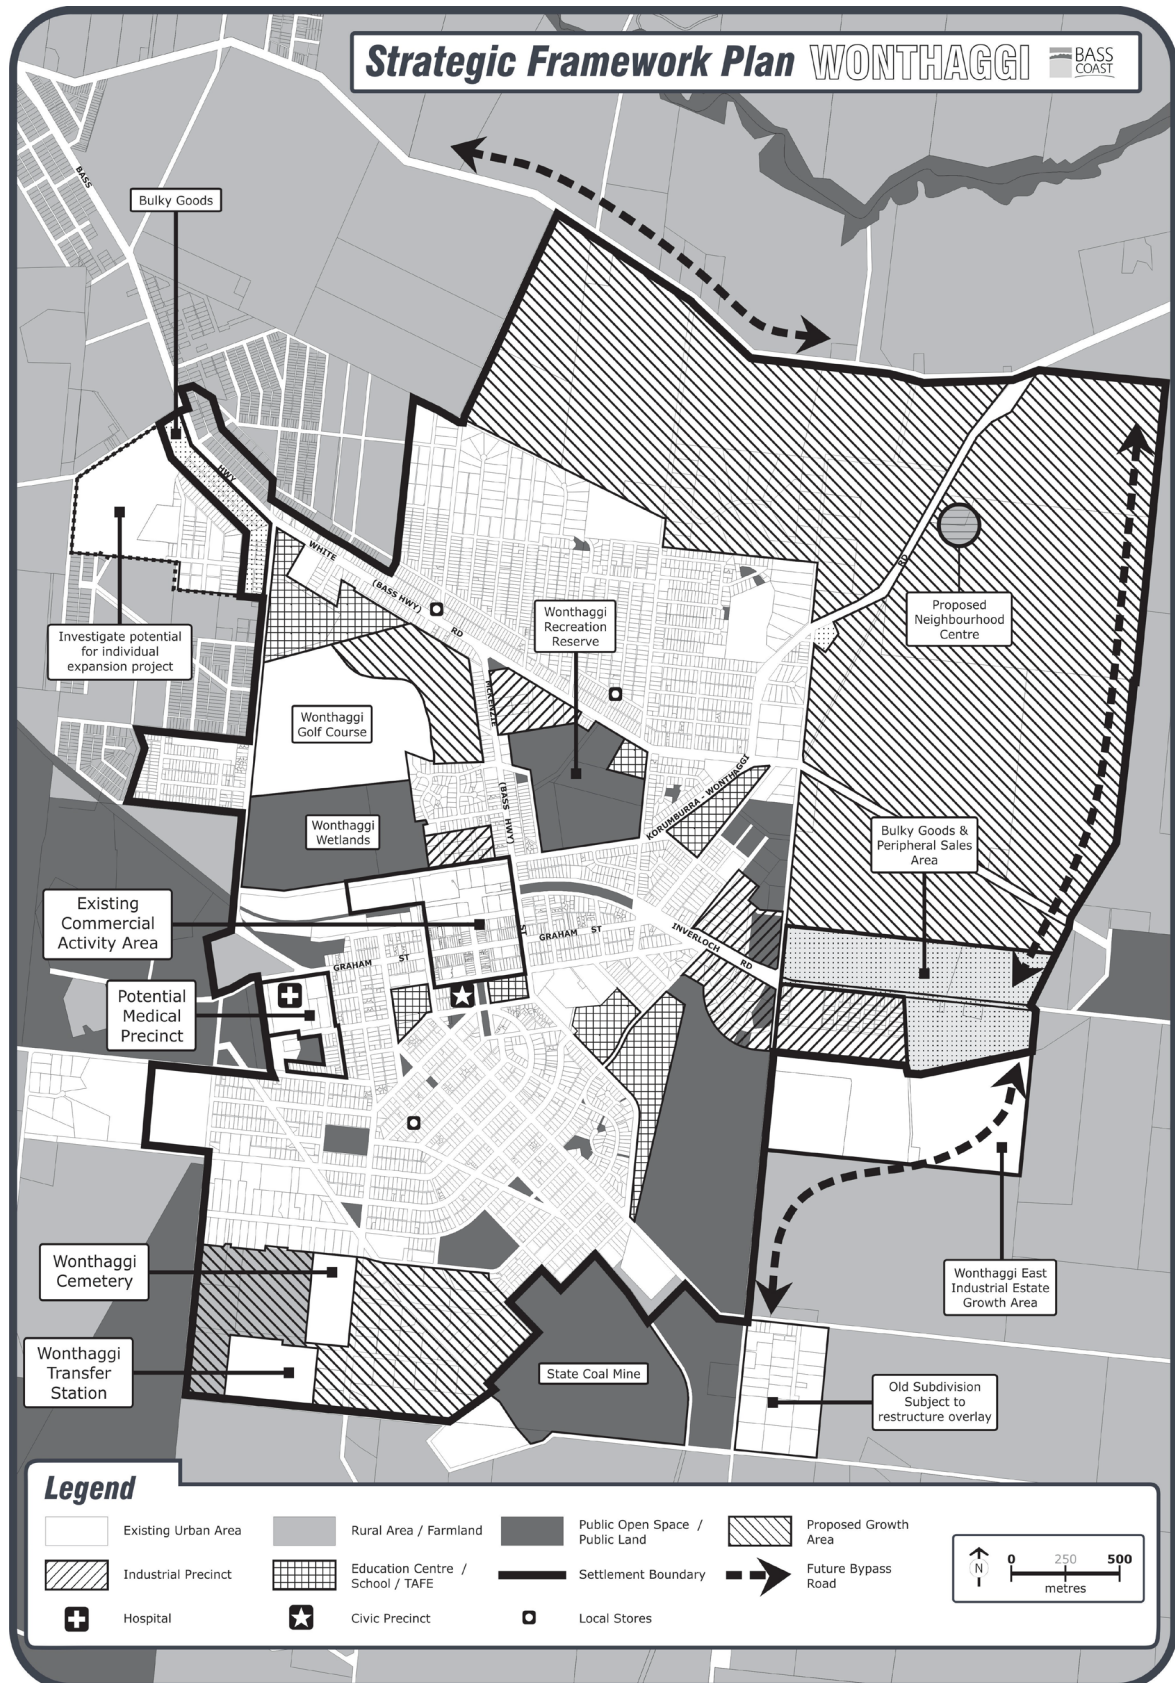 Strategic Framework Plan WONTHAGGI
BASS
COAST
BASS
Bulky Goods
HWY
WHITE
(BASS HWY)
RD
RD
Wonthaggi
Recreation
Reserve
Proposed
Neighbourhood
Centre
Investigate potential
for individual
expansion project
McKENZIE
Wonthaggi
Golf Course
(BASS HWY)
KORUMBURRA - WONTHAGGI
Wonthaggi
Wetlands
Bulky Goods &
Peripheral Sales
Area
Existing
Commercial
Activity Area
ST
GRAHAM ST
INVERLOCH
RD
GRAHAM ST
Potential
Medical
Precinct
Wonthaggi
Cemetery
Wonthaggi East
Industrial Estate
Growth Area
Wonthaggi
Transfer
Station
State Coal Mine
Old Subdivision
Subject to
restructure overlay
Legend
Existing Urban Area
Rural Area / Farmland
Public Open Space /
Public Land
Proposed Growth
Area
Industrial Precinct
Education Centre /
School / TAFE
Settlement Boundary
Future Bypass
Road
Hospital
Civic Precinct
Local Stores
N
0 250 500
metres